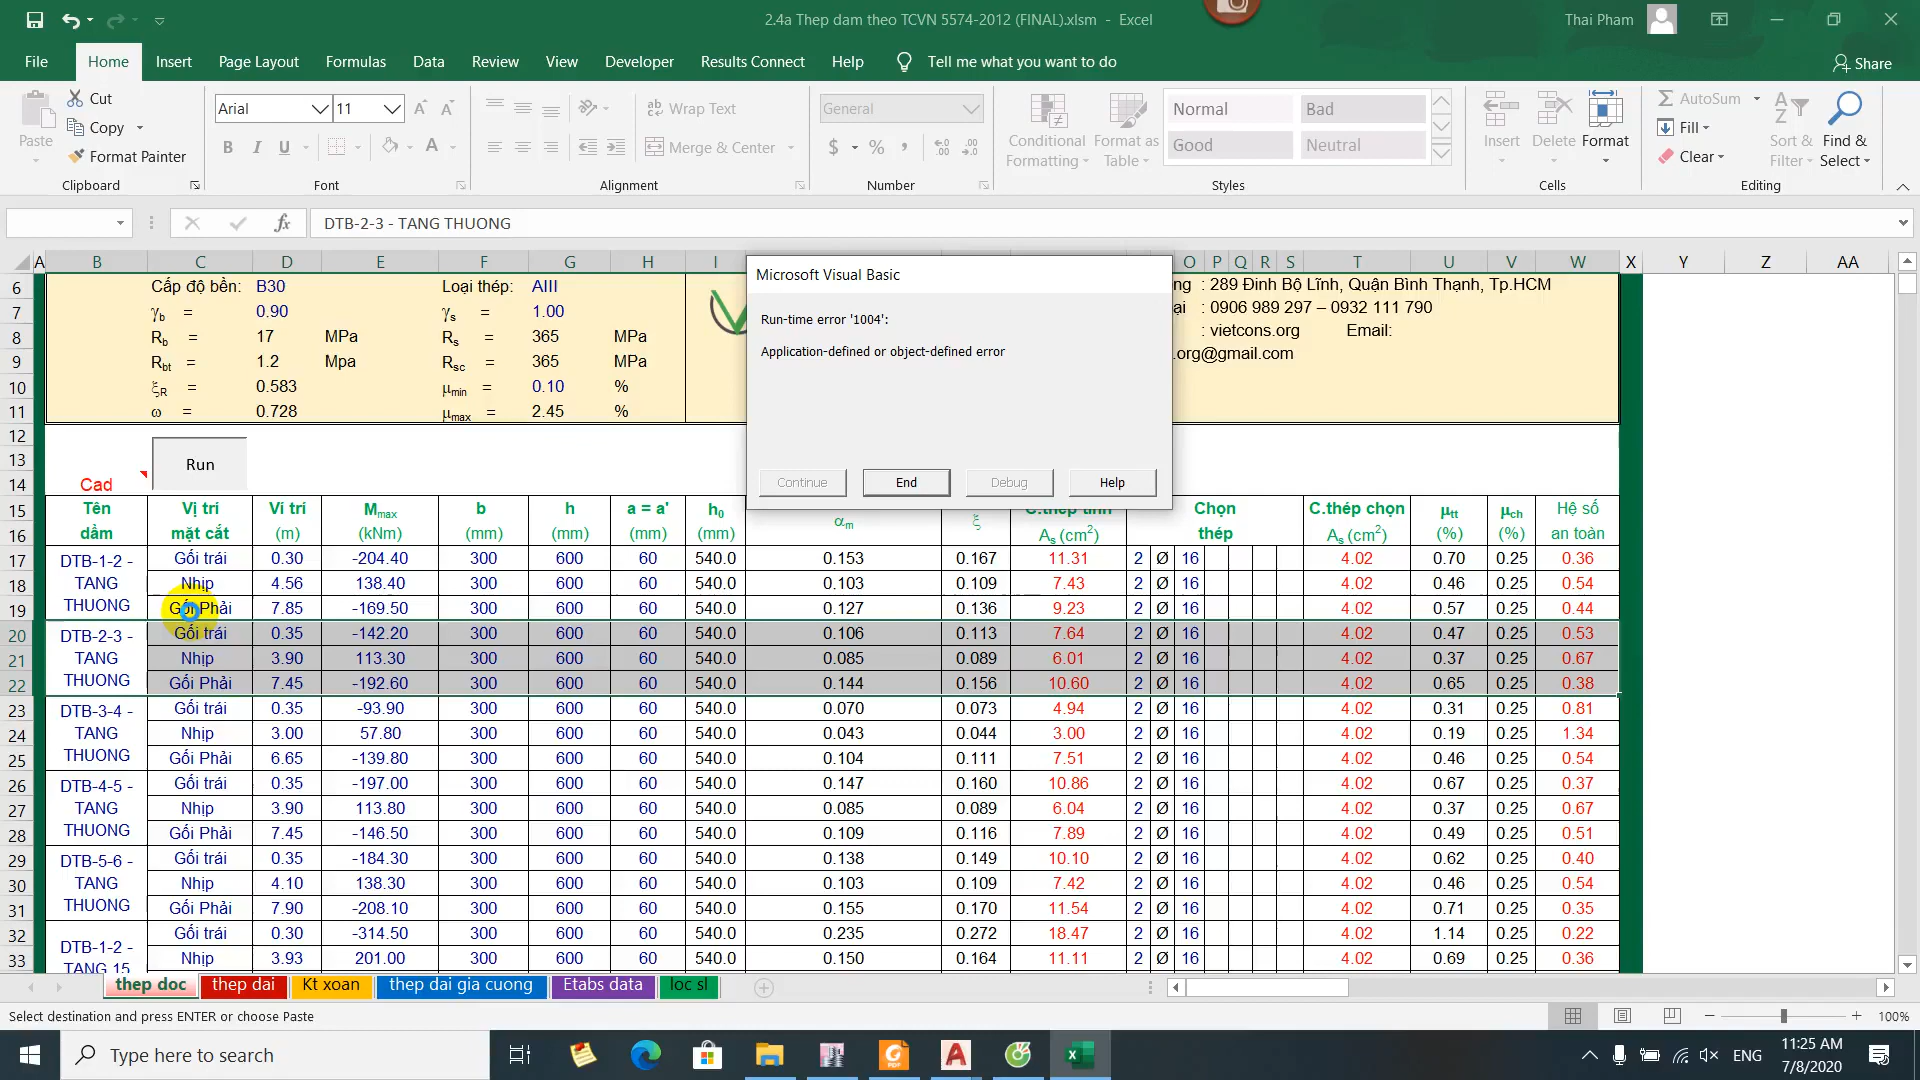 2.4a Thep dam theo TCVN 5574-2012 (FINAL).xlsm - Excel
Thai Pham
File Home Insert Page Layout Formulas Data Review View Developer Results Connect Help Tell me what you want to do
Share
Cut
Copy
Format Painter
Paste
Clipboard
Arial 11
B I U
Font
Wrap Text
Merge & Center
Alignment
General
$ % ,
Number
Conditional Formatting
Format as Table
Normal Bad
Good Neutral
Styles
Insert Delete Format
Cells
AutoSum
Fill
Clear
Sort & Filter
Find & Select
Editing
fx DTB-2-3 - TANG THUONG
A B C D E F G H I O P Q R S T U V W X Y Z AA
6 Cấp độ bền: B30 Loại thép: AIII ng : 289 Đinh Bộ Lĩnh, Quận Bình Thạnh, Tp.HCM
7 γb = 0.90 γs = 1.00 ại : 0906 989 297 – 0932 111 790
8 Rb = 17 MPa Rs = 365 MPa : vietcons.org Email:
9 Rbt = 1.2 Mpa Rsc = 365 MPa .org@gmail.com
10 ξR = 0.583 μmin = 0.10 %
11 ω = 0.728 μmax = 2.45 %
12
13 Run
14 Cad
Microsoft Visual Basic
Run-time error '1004':
Application-defined or object-defined error
Continue End Debug Help
15 Tên Vị trí Vi trí Mmax b h a = a' h0 C.thép tính Chọn C.thép chọn μtt μch Hệ số
16 dầm mặt cắt (m) (kNm) (mm) (mm) (mm) (mm) αm ξ As (cm2) thép As (cm2) (%) (%) an toàn
DTB-1-2 - TANG THUONG
17 Gối trái 0.30 -204.40 300 600 60 540.0 0.153 0.167 11.31 2 Ø 16 4.02 0.70 0.25 0.36
18 Nhịp 4.56 138.40 300 600 60 540.0 0.103 0.109 7.43 2 Ø 16 4.02 0.46 0.25 0.54
19 Gối Phải 7.85 -169.50 300 600 60 540.0 0.127 0.136 9.23 2 Ø 16 4.02 0.57 0.25 0.44
DTB-2-3 - TANG THUONG
20 Gối trái 0.35 -142.20 300 600 60 540.0 0.106 0.113 7.64 2 Ø 16 4.02 0.47 0.25 0.53
21 Nhịp 3.90 113.30 300 600 60 540.0 0.085 0.089 6.01 2 Ø 16 4.02 0.37 0.25 0.67
22 Gối Phải 7.45 -192.60 300 600 60 540.0 0.144 0.156 10.60 2 Ø 16 4.02 0.65 0.25 0.38
DTB-3-4 - TANG THUONG
23 Gối trái 0.35 -93.90 300 600 60 540.0 0.070 0.073 4.94 2 Ø 16 4.02 0.31 0.25 0.81
24 Nhịp 3.00 57.80 300 600 60 540.0 0.043 0.044 3.00 2 Ø 16 4.02 0.19 0.25 1.34
25 Gối Phải 6.65 -139.80 300 600 60 540.0 0.104 0.111 7.51 2 Ø 16 4.02 0.46 0.25 0.54
DTB-4-5 - TANG THUONG
26 Gối trái 0.35 -197.00 300 600 60 540.0 0.147 0.160 10.86 2 Ø 16 4.02 0.67 0.25 0.37
27 Nhịp 3.90 113.80 300 600 60 540.0 0.085 0.089 6.04 2 Ø 16 4.02 0.37 0.25 0.67
28 Gối Phải 7.45 -146.50 300 600 60 540.0 0.109 0.116 7.89 2 Ø 16 4.02 0.49 0.25 0.51
DTB-5-6 - TANG THUONG
29 Gối trái 0.35 -184.30 300 600 60 540.0 0.138 0.149 10.10 2 Ø 16 4.02 0.62 0.25 0.40
30 Nhịp 4.10 138.30 300 600 60 540.0 0.103 0.109 7.42 2 Ø 16 4.02 0.46 0.25 0.54
31 Gối Phải 7.90 -208.10 300 600 60 540.0 0.155 0.170 11.54 2 Ø 16 4.02 0.71 0.25 0.35
DTB-1-2 - TANG 15
32 Gối trái 0.30 -314.50 300 600 60 540.0 0.235 0.272 18.47 2 Ø 16 4.02 1.14 0.25 0.22
33 Nhịp 3.93 201.00 300 600 60 540.0 0.150 0.164 11.11 2 Ø 16 4.02 0.69 0.25 0.36
thep doc thep dai Kt xoan thep dai gia cuong Etabs data loc sl
Select destination and press ENTER or choose Paste
100%
Type here to search
ENG
11:25 AM
7/8/2020